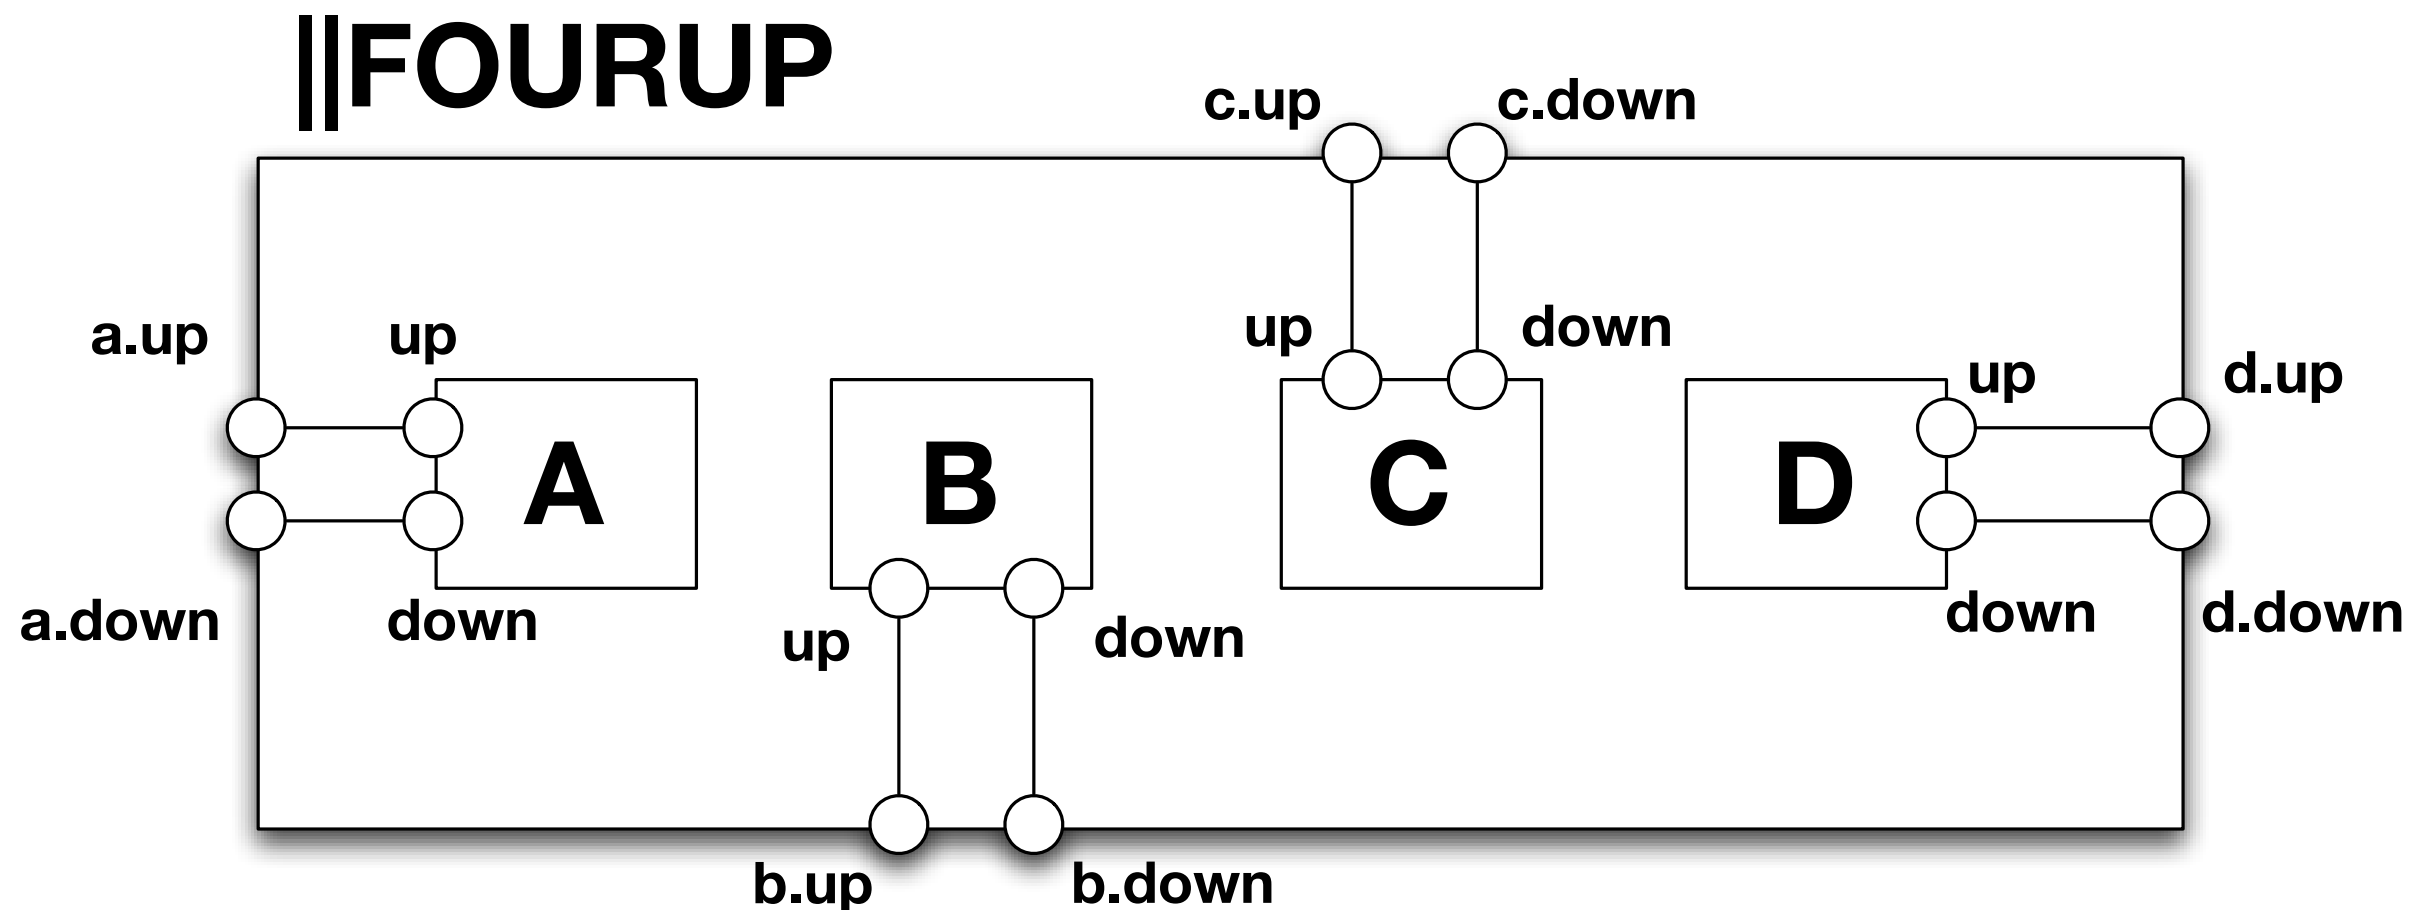 ||FOURUP
c.up c.down
a.up up up down
up d.up
A B C D
a.down down up down down d.down
b.up b.down